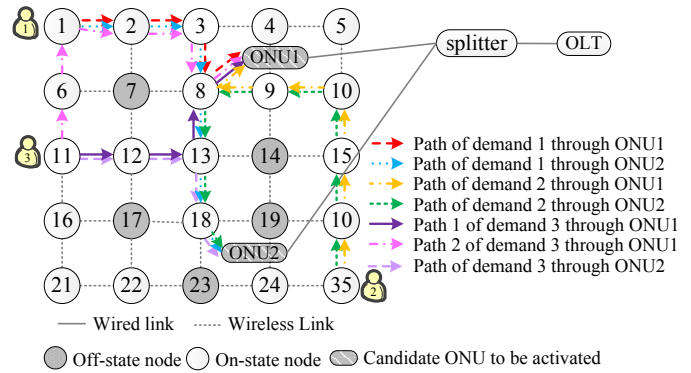 1 1 2 3 4 5
ONU1 splitter OLT
6 7 8 9 10
3 11 12 13 14 15
Path of demand 1 through ONU1
Path of demand 1 through ONU2
Path of demand 2 through ONU1
Path of demand 2 through ONU2
Path 1 of demand 3 through ONU1
Path 2 of demand 3 through ONU1
Path of demand 3 through ONU2
16 17 18 19 10
ONU2
21 22 23 24 35 2
Wired link Wireless Link
Off-state node On-state node Candidate ONU to be activated